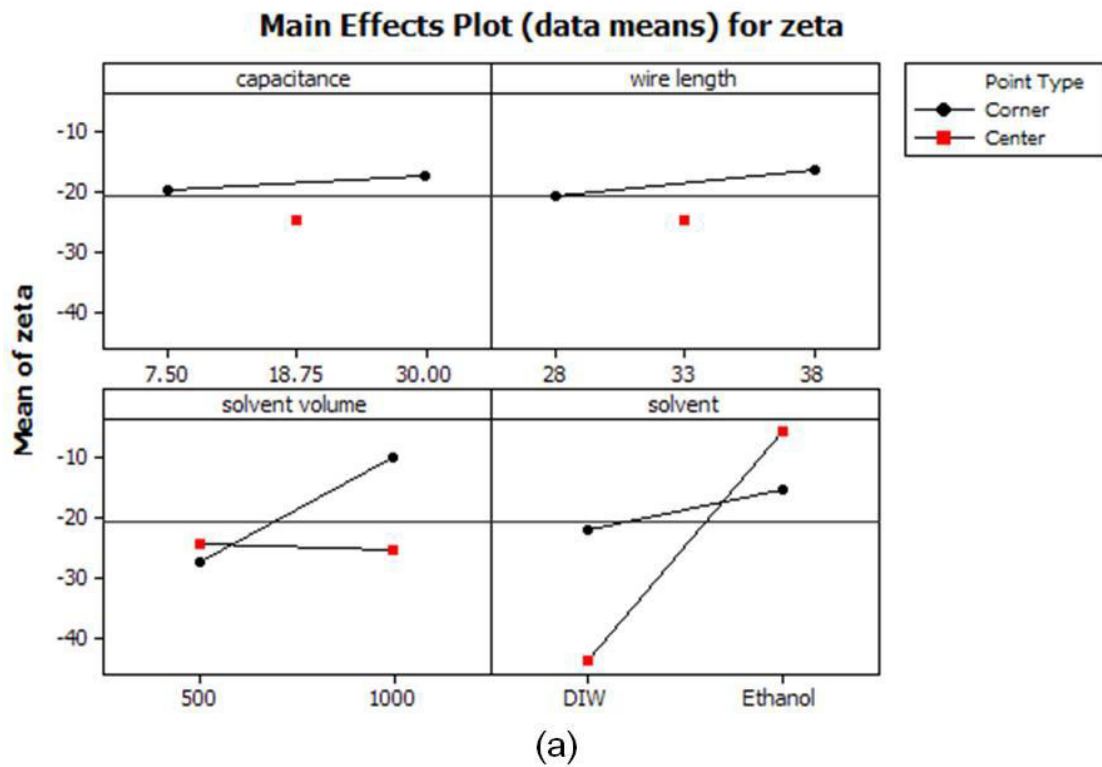 Main Effects Plot (data means) for zeta
capacitance
wire length
Point Type
Corner
Center
Mean of zeta
-10
-20
-30
-40
7.50 18.75 30.00
28 33 38
solvent volume
solvent
-10
-20
-30
-40
500 1000
DIW Ethanol
(a)